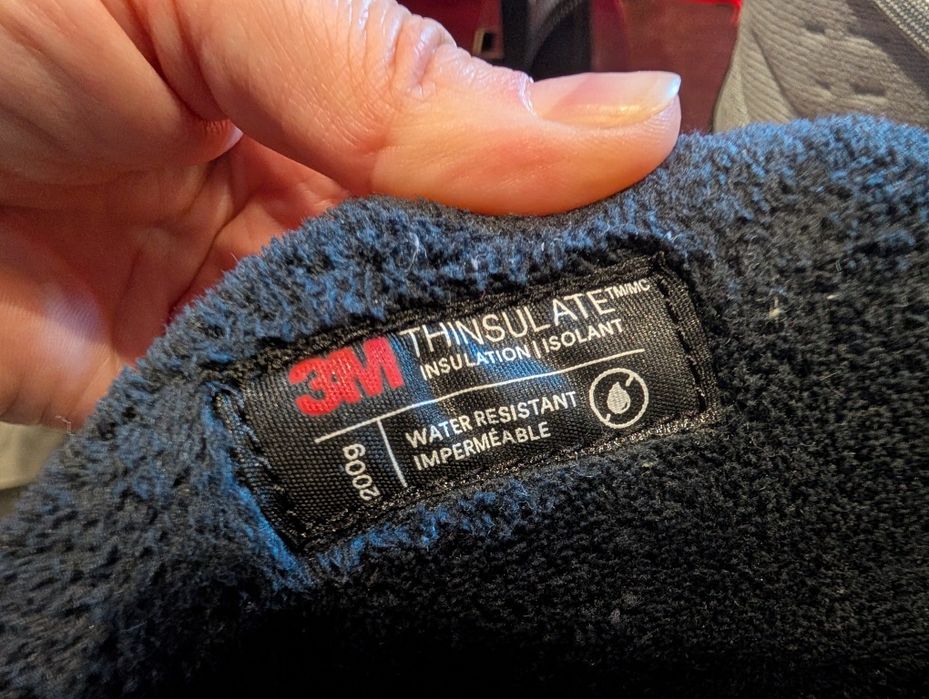 3M THINSULATE™/MC
INSULATION | ISOLANT
200g
WATER RESISTANT
IMPERMÉABLE